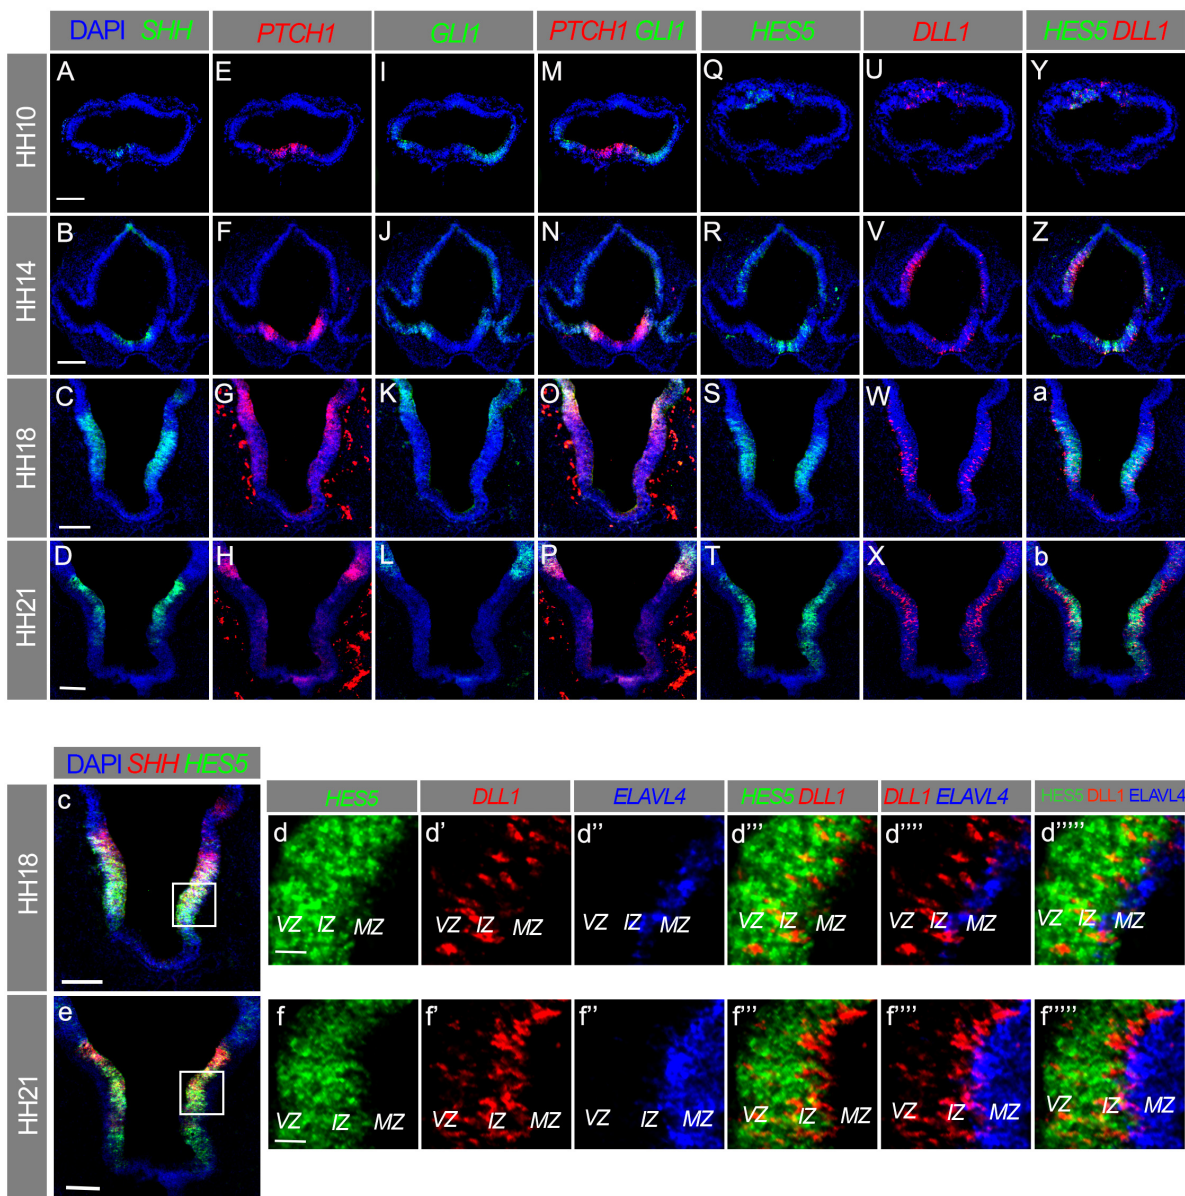 DAPI SHH PTCH1 GLI1 PTCH1 GLI1 HES5 DLL1 HES5 DLL1
HH10
A E I M Q U Y
HH14
B F J N R V Z
HH18
C G K O S W a
HH21
D H L P T X b
DAPI SHH HES5
HES5 DLL1 ELAVL4 HES5 DLL1 DLL1 ELAVL4 HES5 DLL1 ELAVL4
HH18
c d d' d'' d''' d'''' d'''''
VZ IZ MZ VZ IZ MZ VZ IZ MZ VZ IZ MZ VZ IZ MZ VZ IZ MZ
HH21
e f f' f'' f''' f'''' f'''''
VZ IZ MZ VZ IZ MZ VZ IZ MZ VZ IZ MZ VZ IZ MZ VZ IZ MZ